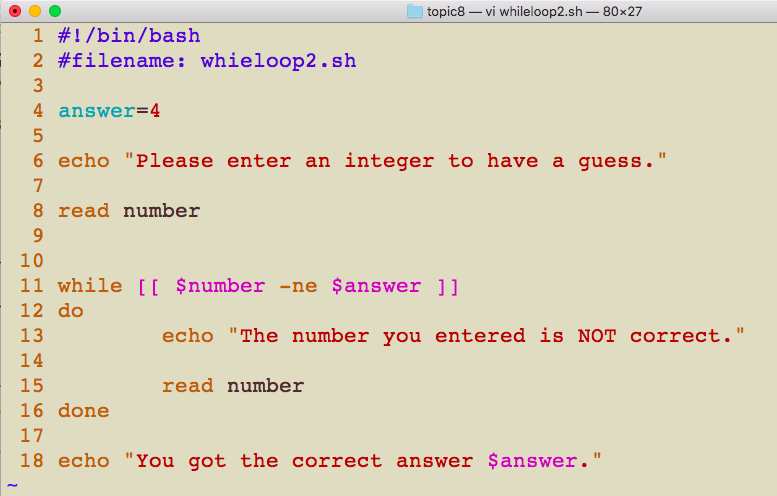 topic8 — vi whileloop2.sh — 80×27
1 #!/bin/bash
2 #filename: whieloop2.sh
3
4 answer=4
5
6 echo "Please enter an integer to have a guess."
7
8 read number
9
10
11 while [[ $number -ne $answer ]]
12 do
13 echo "The number you entered is NOT correct."
14
15 read number
16 done
17
18 echo "You got the correct answer $answer."
~